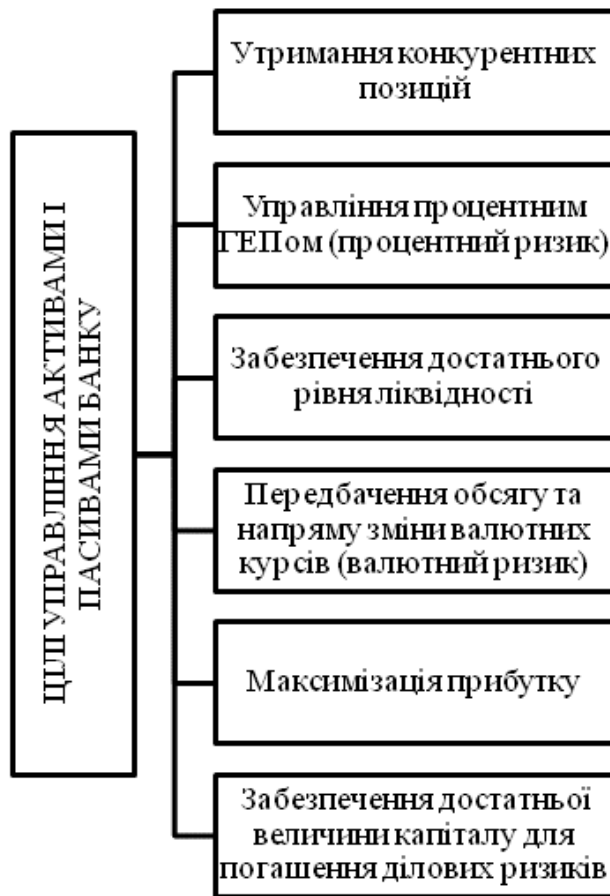 ЦІЛІ УПРАВЛІННЯ АКТИВАМИ І
ПАСИВАМИ БАНКУ
Утримання конкурентних
позицій
Управління процентним
ГЕПом (процентний ризик)
Забезпечення достатнього
рівня ліквідності
Передбачення обсягу та
напряму зміни валютних
курсів (валютний ризик)
Максимізація прибутку
Забезпечення достатньої
величини капіталу для
погашення ділових ризиків